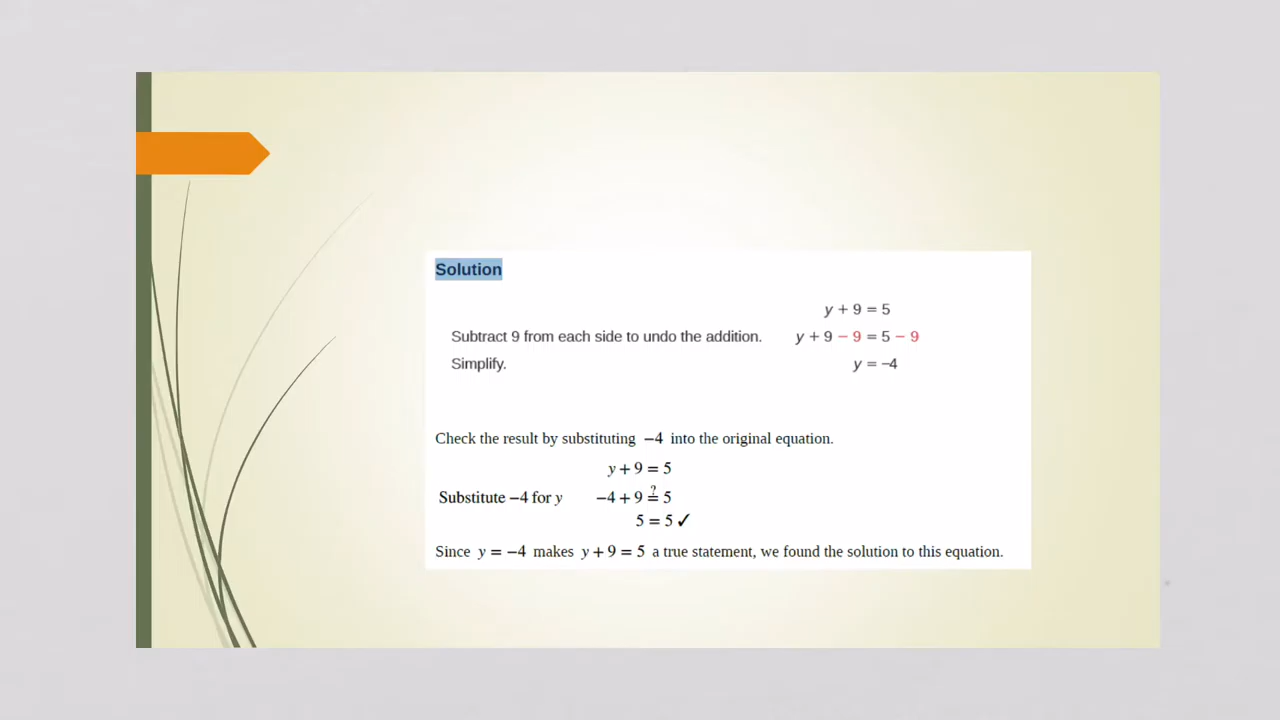 Solution
y + 9 = 5
Subtract 9 from each side to undo the addition. y + 9 − 9 = 5 − 9
Simplify. y = −4
Check the result by substituting −4 into the original equation.
y + 9 = 5
Substitute −4 for y −4 + 9 ≟ 5
5 = 5 ✓
Since y = −4 makes y + 9 = 5 a true statement, we found the solution to this equation.